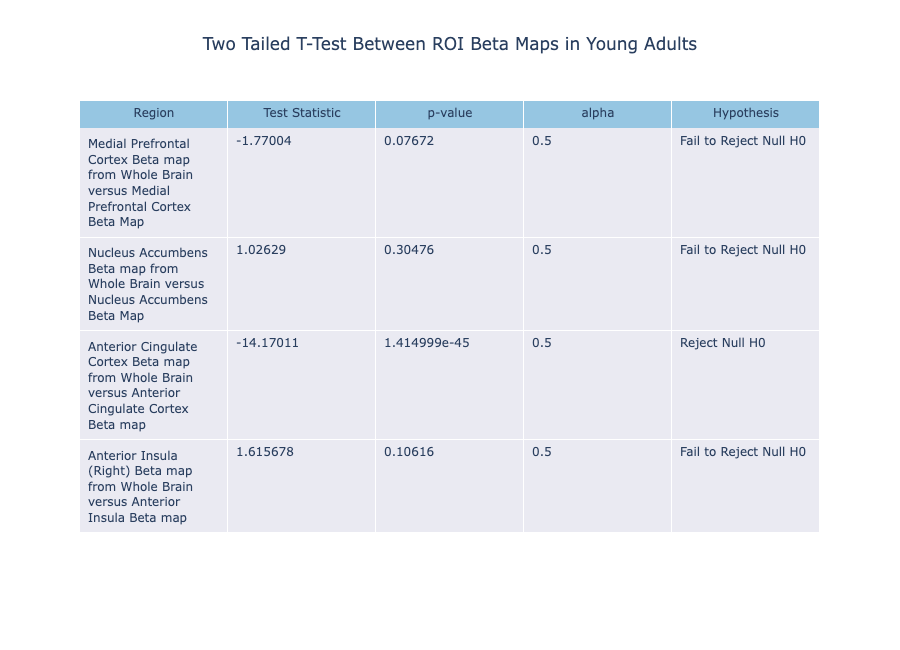 Two Tailed T-Test Between ROI Beta Maps in Young Adults
Region Test Statistic p-value alpha Hypothesis
Medial Prefrontal -1.77004 0.07672 0.5 Fail to Reject Null H0
Cortex Beta map
from Whole Brain
versus Medial
Prefrontal Cortex
Beta Map
Nucleus Accumbens 1.02629 0.30476 0.5 Fail to Reject Null H0
Beta map from
Whole Brain versus
Nucleus Accumbens
Beta Map
Anterior Cingulate -14.17011 1.414999e-45 0.5 Reject Null H0
Cortex Beta map
from Whole Brain
versus Anterior
Cingulate Cortex
Beta map
Anterior Insula 1.615678 0.10616 0.5 Fail to Reject Null H0
(Right) Beta map
from Whole Brain
versus Anterior
Insula Beta map